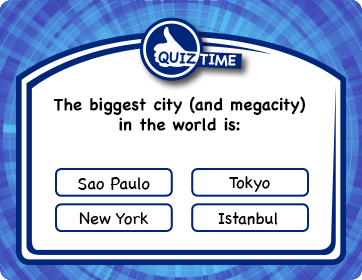 QUIZ TIME
The biggest city (and megacity)
in the world is:
Sao Paulo
Tokyo
New York
Istanbul